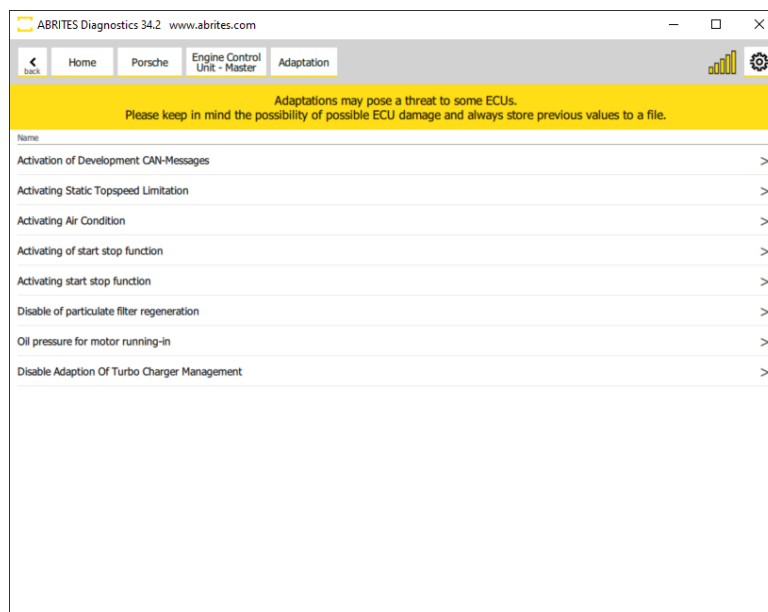 ABRITES Diagnostics 34.2 www.abrites.com
back
Home
Porsche
Engine Control
Unit - Master
Adaptation
Adaptations may pose a threat to some ECUs.
Please keep in mind the possibility of possible ECU damage and always store previous values to a file.
Name
Activation of Development CAN-Messages
Activating Static Topspeed Limitation
Activating Air Condition
Activating of start stop function
Activating start stop function
Disable of particulate filter regeneration
Oil pressure for motor running-in
Disable Adaption Of Turbo Charger Management